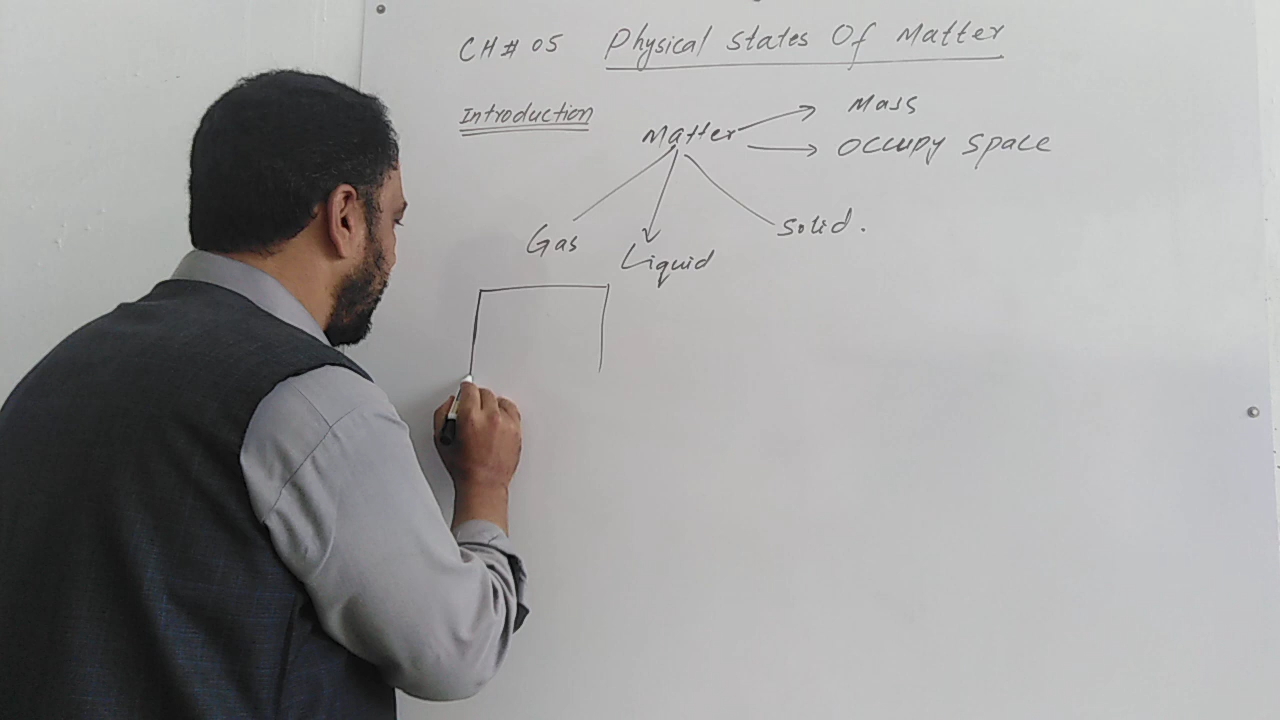 CH# 05 Physical States Of Matter
Introduction
Matter
Mass
Occupy Space
Gas
Liquid
Solid.